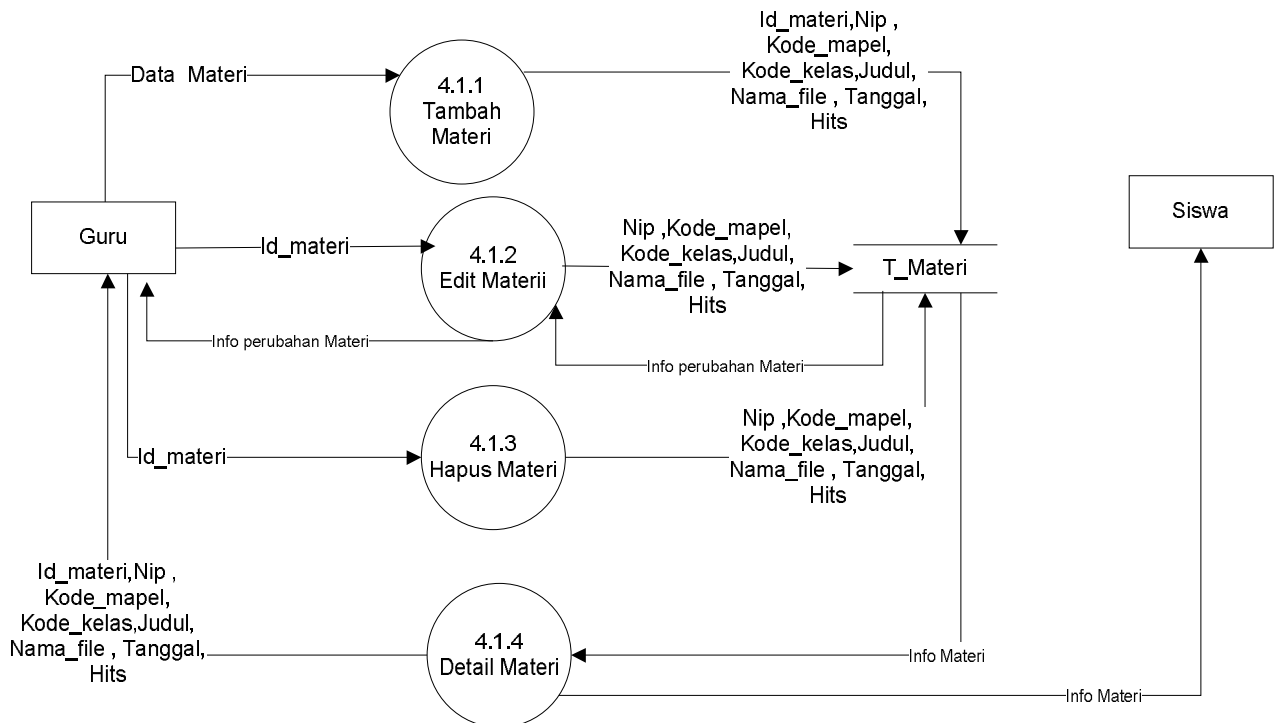 Id_materi,Nip ,
Kode_mapel,
Kode_kelas,Judul,
Nama_file , Tanggal,
Hits
Data Materi
4.1.1
Tambah
Materi
Guru
Id_materi
4.1.2
Edit Materii
Nip ,Kode_mapel,
Kode_kelas,Judul,
Nama_file , Tanggal,
Hits
T_Materi
Siswa
Info perubahan Materi
Info perubahan Materi
Id_materi
4.1.3
Hapus Materi
Nip ,Kode_mapel,
Kode_kelas,Judul,
Nama_file , Tanggal,
Hits
Id_materi,Nip ,
Kode_mapel,
Kode_kelas,Judul,
Nama_file , Tanggal,
Hits
4.1.4
Detail Materi
Info Materi
Info Materi